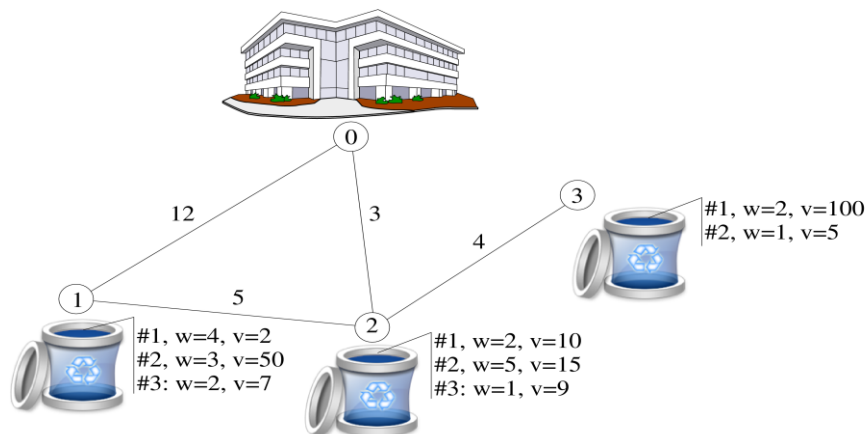 0
12
3
3
4
#1, w=2, v=100
#2, w=1, v=5
1
5
2
#1, w=4, v=2
#2, w=3, v=50
#3: w=2, v=7
#1, w=2, v=10
#2, w=5, v=15
#3: w=1, v=9